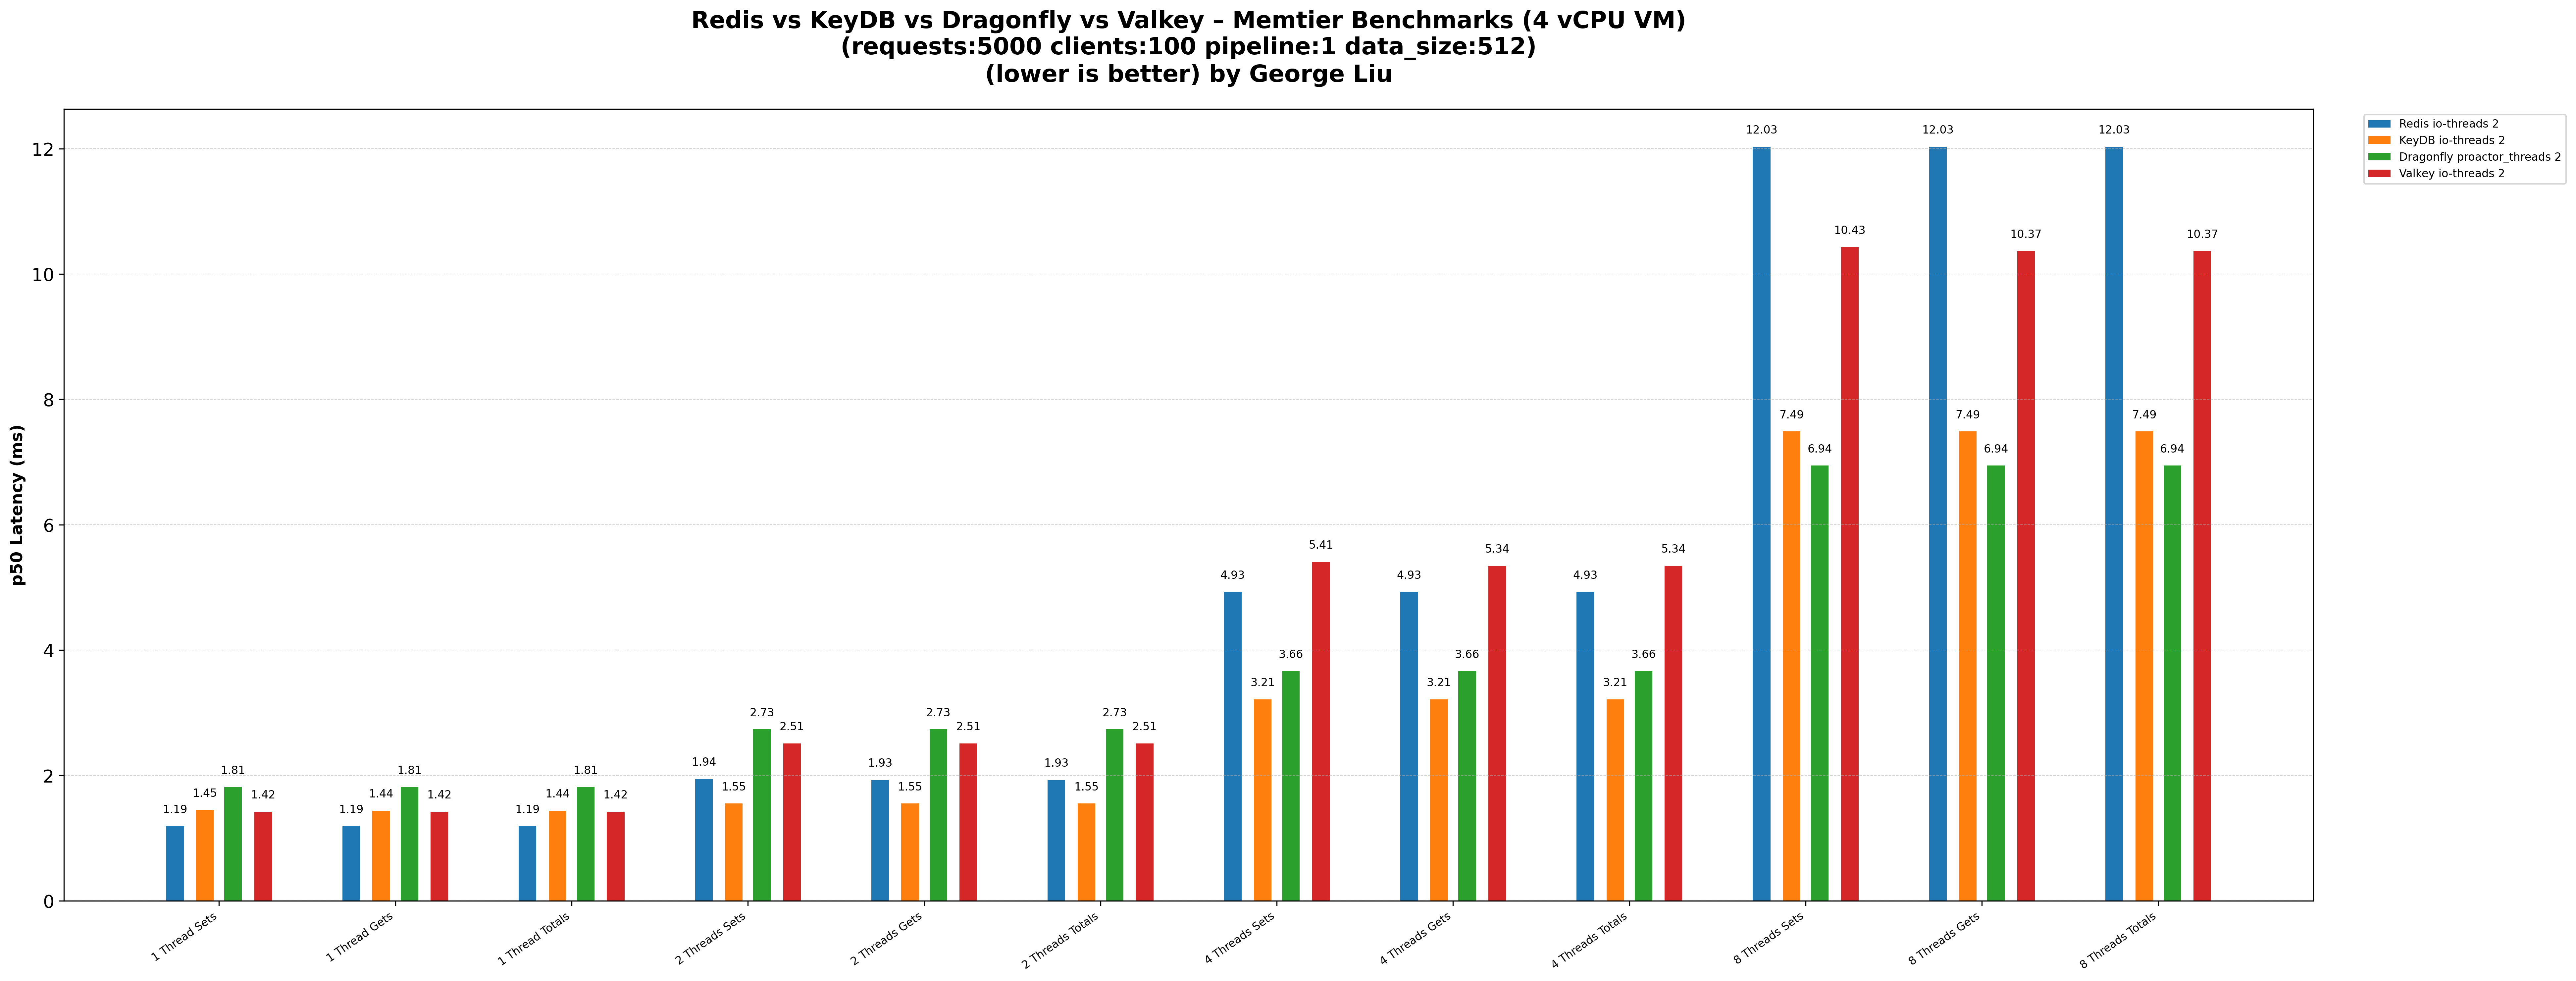 Redis vs KeyDB vs Dragonfly vs Valkey – Memtier Benchmarks (4 vCPU VM)
(requests:5000 clients:100 pipeline:1 data_size:512)
(lower is better) by George Liu
p50 Latency (ms)
12
10
8
6
4
2
0
1.19
1.45
1.81
1.42
1.19
1.44
1.81
1.42
1.19
1.44
1.81
1.42
1.94
1.55
2.73
2.51
1.93
1.55
2.73
2.51
1.93
1.55
2.73
2.51
4.93
3.21
3.66
5.41
4.93
3.21
3.66
5.34
4.93
3.21
3.66
5.34
12.03
7.49
6.94
10.43
12.03
7.49
6.94
10.37
12.03
7.49
6.94
10.37
1 Thread Sets
1 Thread Gets
1 Thread Totals
2 Threads Sets
2 Threads Gets
2 Threads Totals
4 Threads Sets
4 Threads Gets
4 Threads Totals
8 Threads Sets
8 Threads Gets
8 Threads Totals
Redis io-threads 2
KeyDB io-threads 2
Dragonfly proactor_threads 2
Valkey io-threads 2